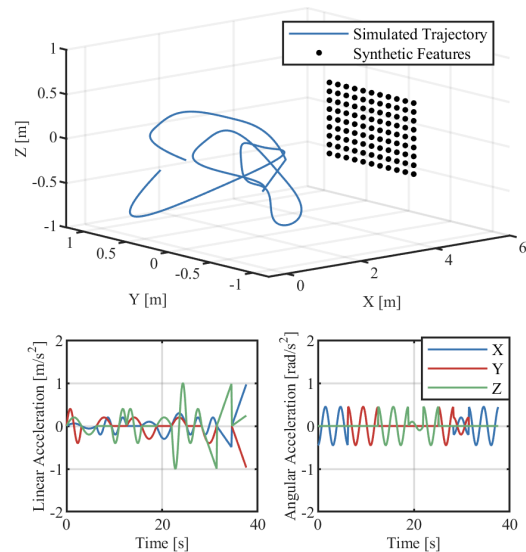 Simulated Trajectory
Synthetic Features
1
0.5
0
-0.5
-1
Z [m]
1
0.5
0
-0.5
-1
Y [m]
0
2
4
6
X [m]
2
1
0
-1
-2
Linear Acceleration [m/s²]
0
20
40
Time [s]
2
1
0
-1
-2
Angular Acceleration [rad/s²]
0
20
40
Time [s]
X
Y
Z